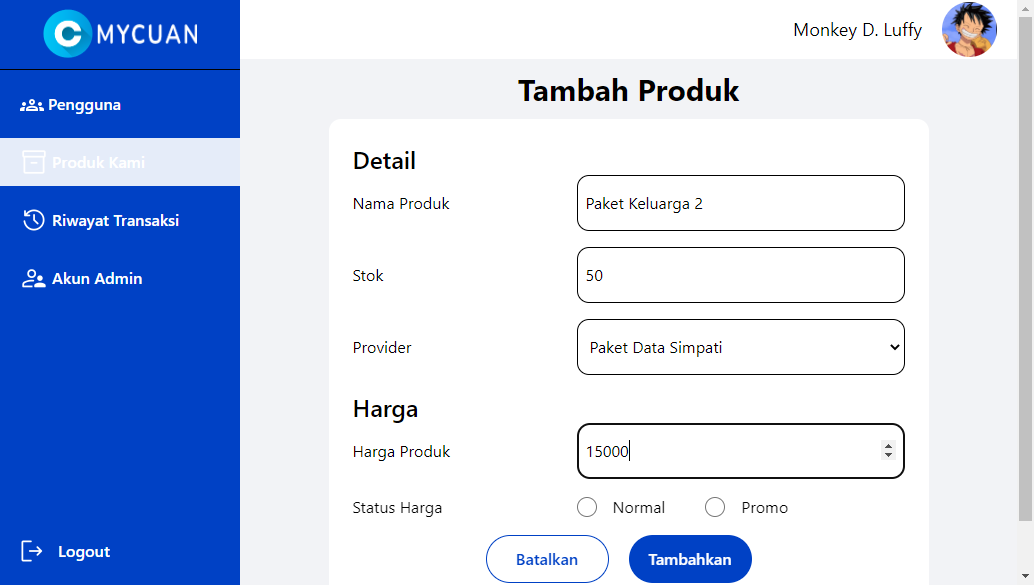 MYCUAN
Monkey D. Luffy
Pengguna
Produk Kami
Riwayat Transaksi
Akun Admin
Logout
Tambah Produk
Detail
Nama Produk
Paket Keluarga 2
Stok
50
Provider
Paket Data Simpati
Harga
Harga Produk
15000
Status Harga
Normal
Promo
Batalkan
Tambahkan